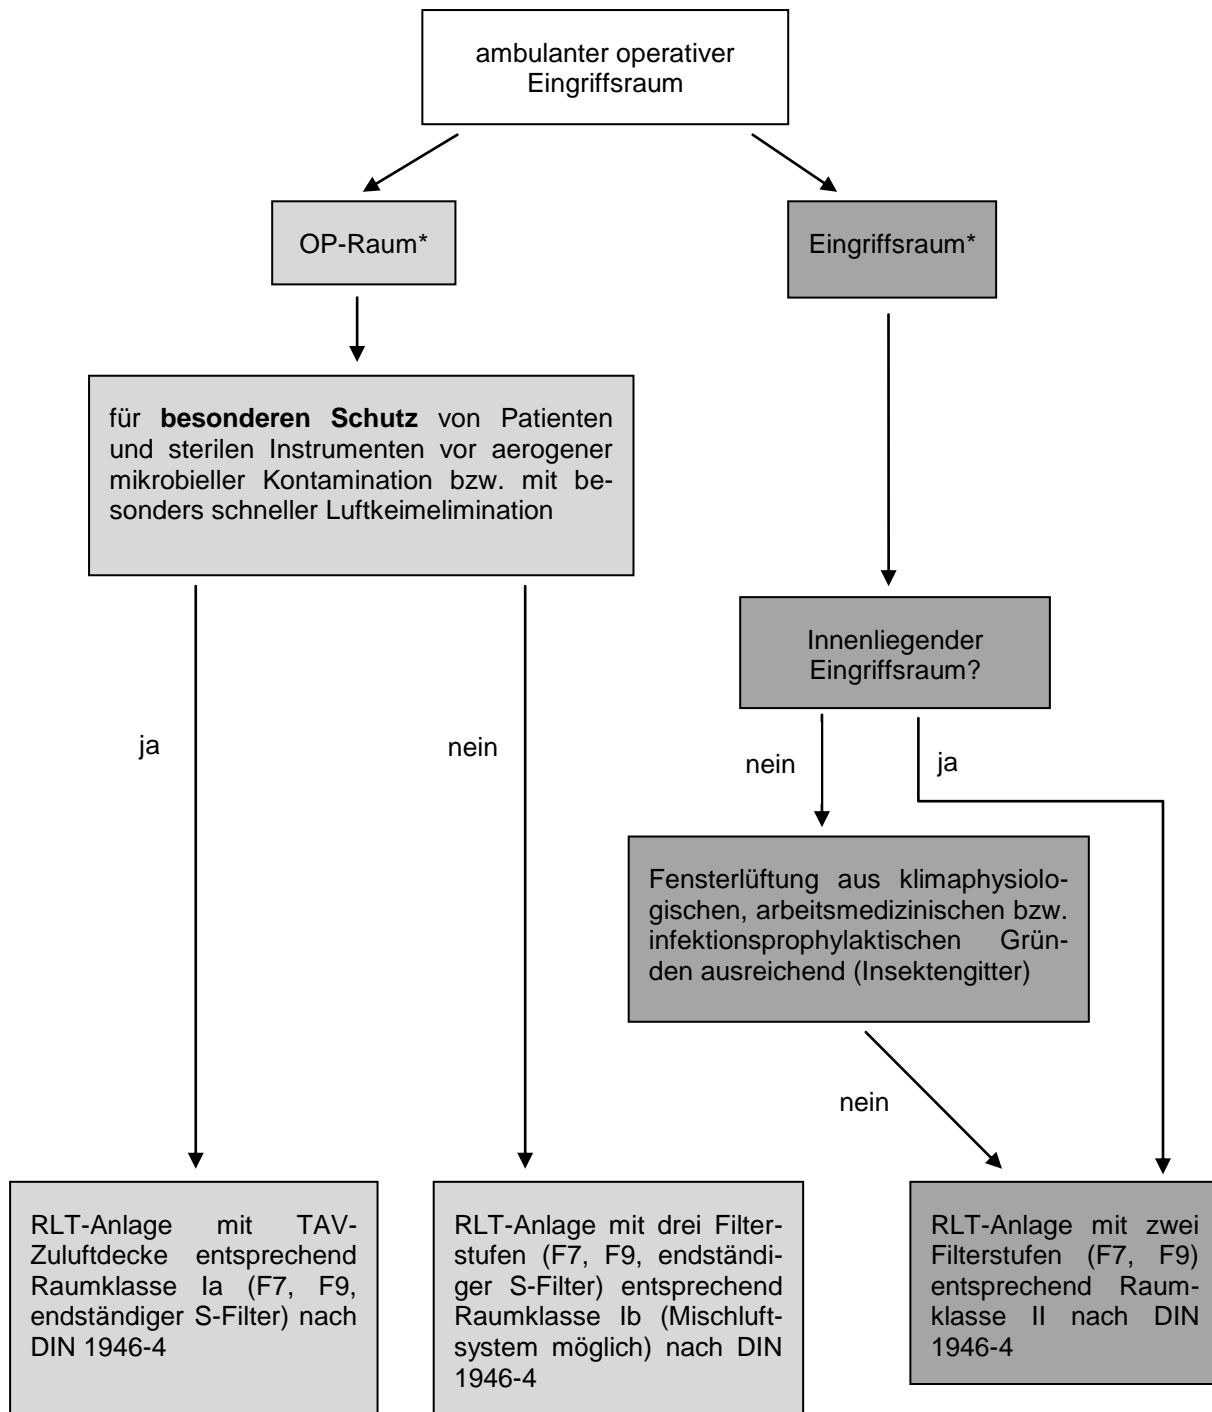 ambulanter operativer
Eingriffsraum
OP-Raum*
Eingriffsraum*
für besonderen Schutz von Patienten
und sterilen Instrumenten vor aerogener
mikrobieller Kontamination bzw. mit be-
sonders schneller Luftkeimelimination
Innenliegender
Eingriffsraum?
ja
nein
nein
ja
Fensterlüftung aus klimaphysiolo-
gischen, arbeitsmedizinischen bzw.
infektionsprophylaktischen Grün-
den ausreichend (Insektengitter)
nein
RLT-Anlage mit TAV-
Zuluftdecke entsprechend
Raumklasse Ia (F7, F9,
endständiger S-Filter) nach
DIN 1946-4
RLT-Anlage mit drei Filter-
stufen (F7, F9, endständi-
ger S-Filter) entsprechend
Raumklasse Ib (Mischluft-
system möglich) nach DIN
1946-4
RLT-Anlage mit zwei
Filterstufen (F7, F9)
entsprechend Raum-
klasse II nach DIN
1946-4